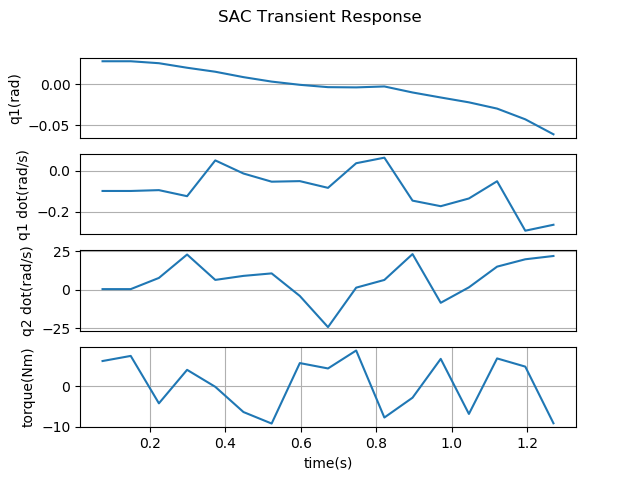 SAC Transient Response
q1(rad)
0.00
−0.05
q1 dot(rad/s)
0.0
−0.2
q2 dot(rad/s)
25
0
−25
torque(Nm)
0
−10
0.2 0.4 0.6 0.8 1.0 1.2
time(s)